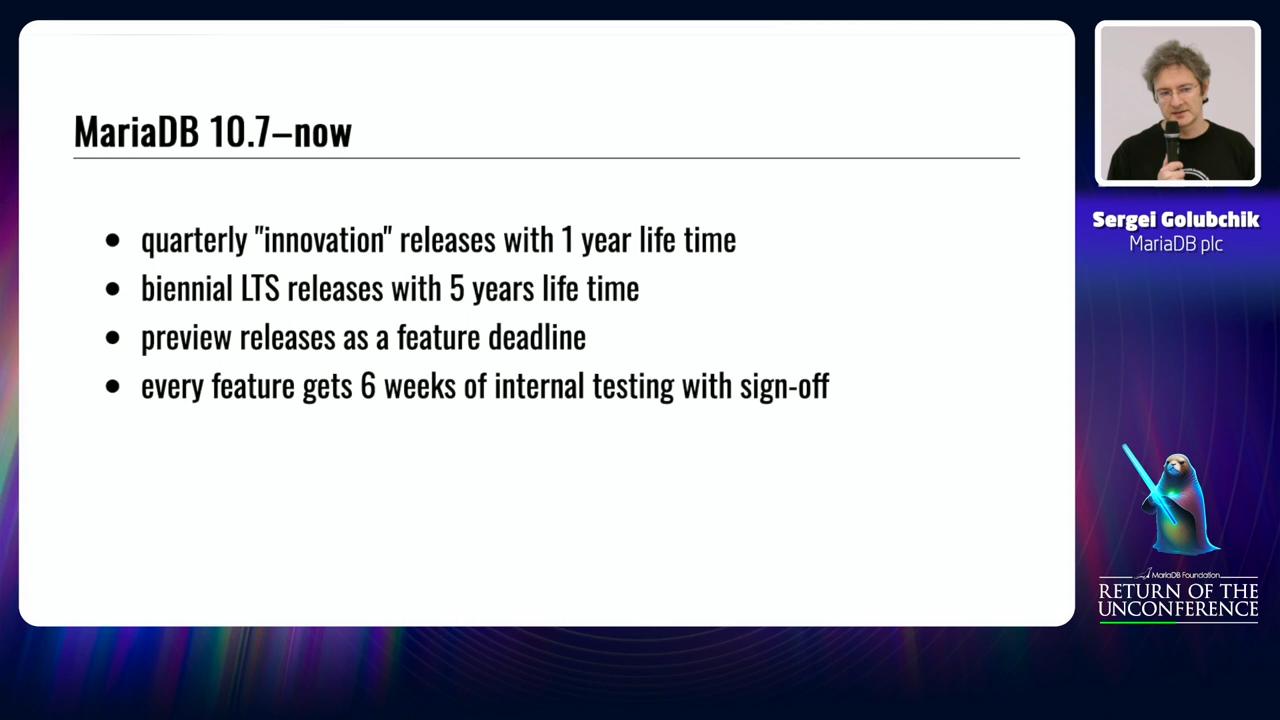 MariaDB 10.7–now
quarterly "innovation" releases with 1 year life time
biennial LTS releases with 5 years life time
preview releases as a feature deadline
every feature gets 6 weeks of internal testing with sign-off
Sergei Golubchik
MariaDB plc
MariaDB Foundation
RETURN OF THE
UNCONFERENCE